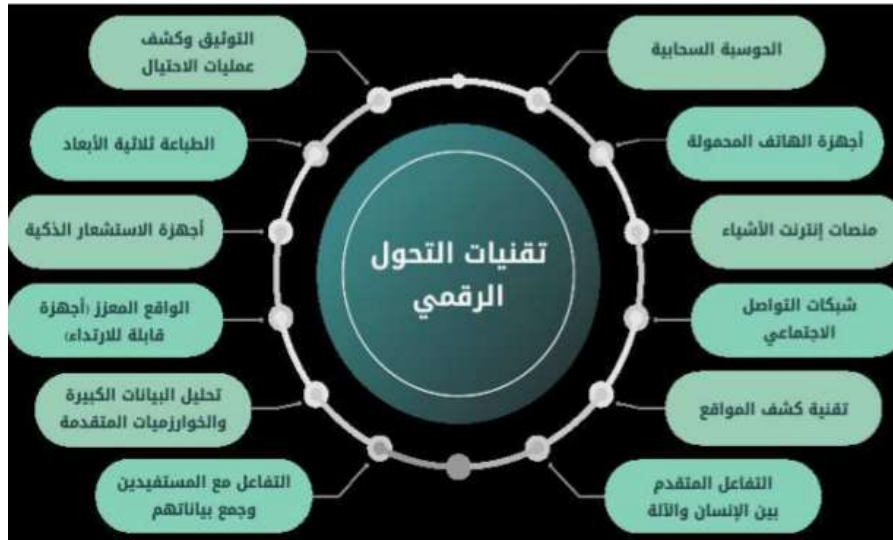 تقنيات التحول
الرقمي
الحوسبة السحابية
أجهزة الهاتف المحمولة
منصات إنترنت الأشياء
شبكات التواصل
الاجتماعي
تقنية كشف المواقع
التفاعل المتقدم
بين الإنسان والآلة
التوثيق وكشف
عمليات الاحتيال
الطباعة ثلاثية الأبعاد
أجهزة الاستشعار الذكية
الواقع المعزز (أجهزة
قابلة للارتداء)
تحليل البيانات الكبيرة
والخوارزميات المتقدمة
التفاعل مع المستفيدين
وجمع بياناتهم